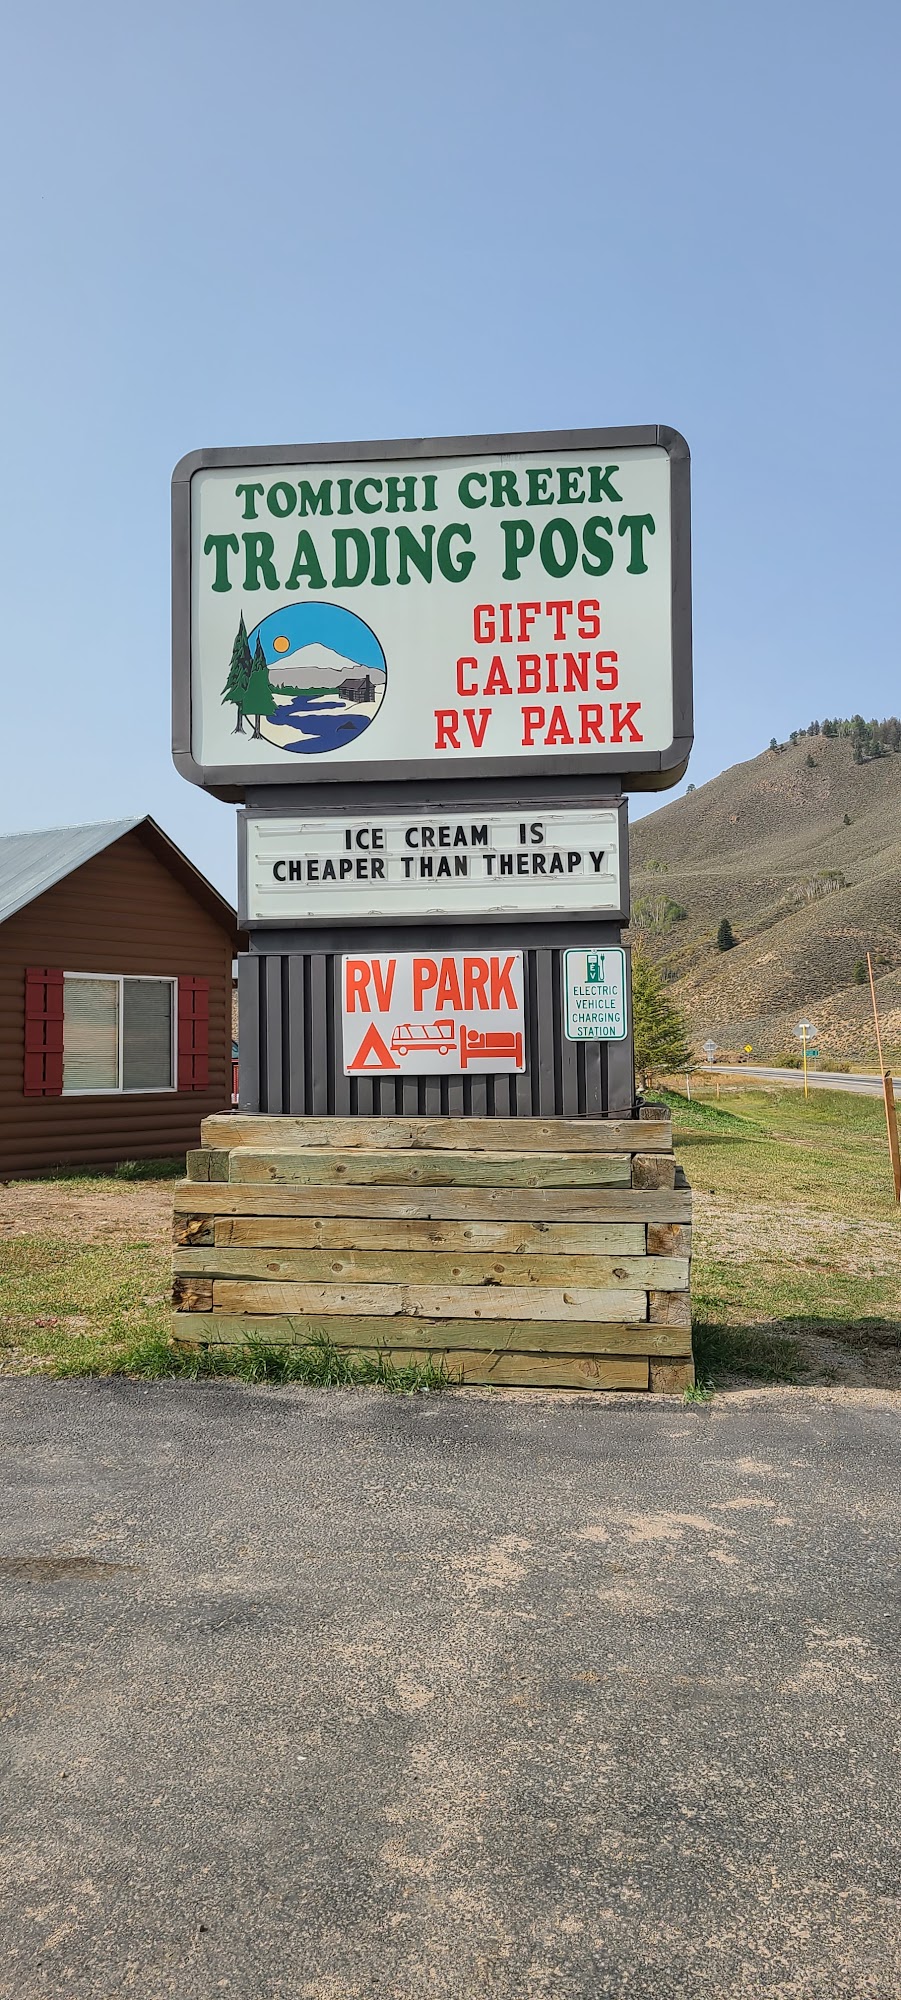 TOMICHI CREEK
TRADING POST
GIFTS
CABINS
RV PARK
ICE CREAM IS
CHEAPER THAN THERAPY
RV PARK
EV
ELECTRIC
VEHICLE
CHARGING
STATION